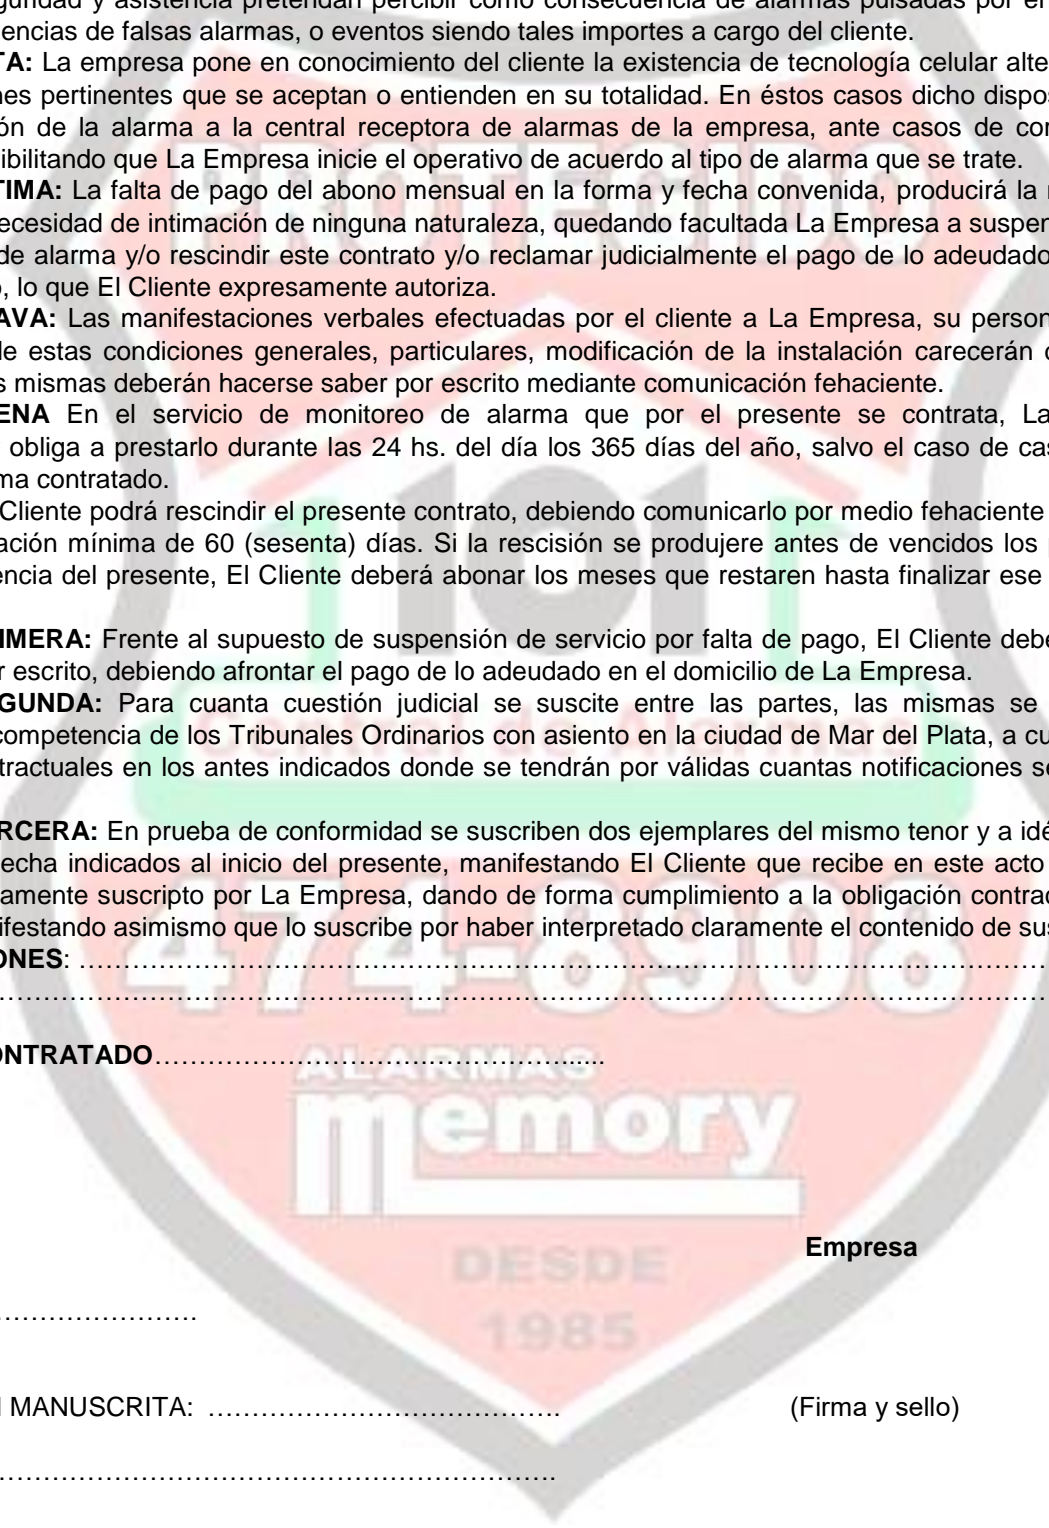 guridad y asistencia pretendan percibir como consecuencia de alarmas pulsadas por er
encias de falsas alarmas, o eventos siendo tales importes a cargo del cliente.
TA: La empresa pone en conocimiento del cliente la existencia de tecnología celular alte
nes pertinentes que se aceptan o entienden en su totalidad. En éstos casos dicho dispos
ón de la alarma a la central receptora de alarmas de la empresa, ante casos de cor
ibilitando que La Empresa inicie el operativo de acuerdo al tipo de alarma que se trate.
TIMA: La falta de pago del abono mensual en la forma y fecha convenida, producirá la
ecesidad de intimación de ninguna naturaleza, quedando facultada La Empresa a suspen
de alarma y/o rescindir este contrato y/o reclamar judicialmente el pago de lo adeudado
, lo que El Cliente expresamente autoriza.
AVA: Las manifestaciones verbales efectuadas por el cliente a La Empresa, su person
de estas condiciones generales, particulares, modificación de la instalación carecerán
s mismas deberán hacerse saber por escrito mediante comunicación fehaciente.
ENA En el servicio de monitoreo de alarma que por el presente se contrata, La
obliga a prestarlo durante las 24 hs. del día los 365 días del año, salvo el caso de cas
ma contratado.
Cliente podrá rescindir el presente contrato, debiendo comunicarlo por medio fehaciente
ación mínima de 60 (sesenta) días. Si la rescisión se produjere antes de vencidos los
encia del presente, El Cliente deberá abonar los meses que restaren hasta finalizar ese
IMERA: Frente al supuesto de suspensión de servicio por falta de pago, El Cliente debe
r escrito, debiendo afrontar el pago de lo adeudado en el domicilio de La Empresa.
GUNDA: Para cuanta cuestión judicial se suscite entre las partes, las mismas se
competencia de los Tribunales Ordinarios con asiento en la ciudad de Mar del Plata, a cu
tractuales en los antes indicados donde se tendrán por válidas cuantas notificaciones se
RCERA: En prueba de conformidad se suscriben dos ejemplares del mismo tenor y a idé
echa indicados al inicio del presente, manifestando El Cliente que recibe en este acto
amente suscripto por La Empresa, dando de forma cumplimiento a la obligación contrac
ifestando asimismo que lo suscribe por haber interpretado claramente el contenido de sus
ONES: ………………………………………………………………………………………………
………………………………………………………………………………………………………
ONTRATADO……………………………………………..
Empresa
………………….
MANUSCRITA: ………………………………….
(Firma y sello)
……………………………………………………….
PROTEGIDO
101
Central de Alarmas
474-8908
ALARMAS
memory
DESDE
1985